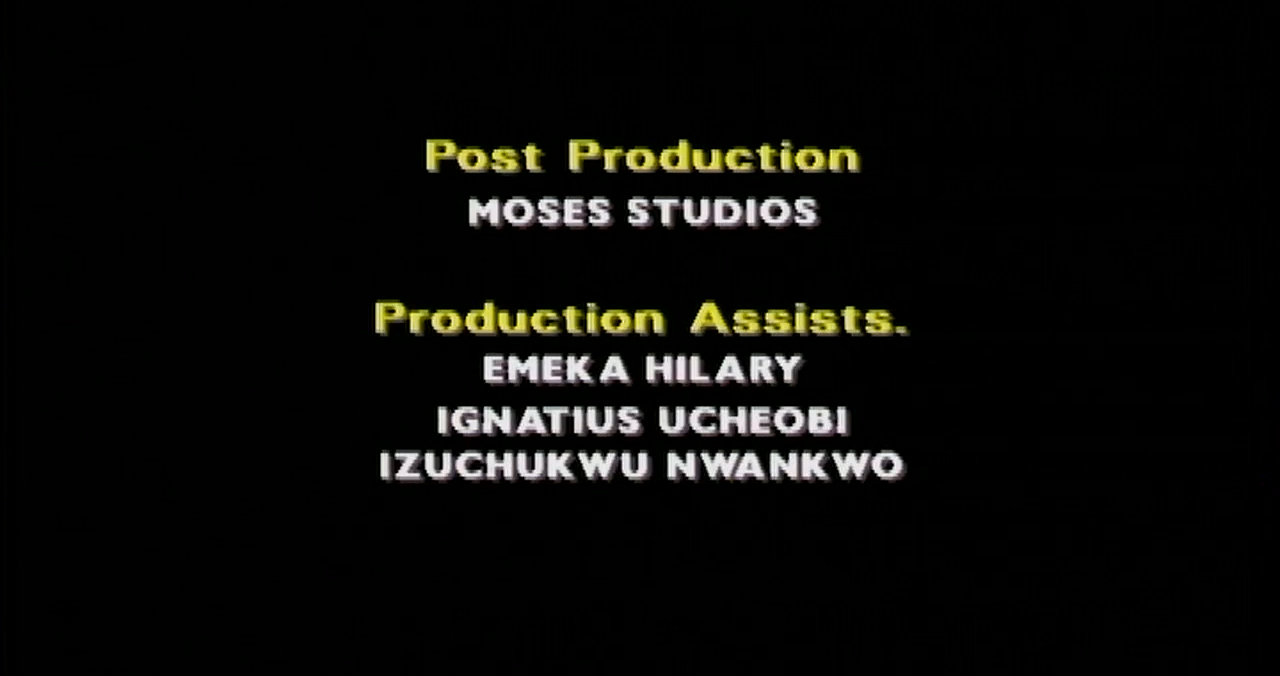 Post Production
MOSES STUDIOS
Production Assists.
EMEKA HILARY
IGNATIUS UCHEOBI
IZUCHUKWU NWANKWO